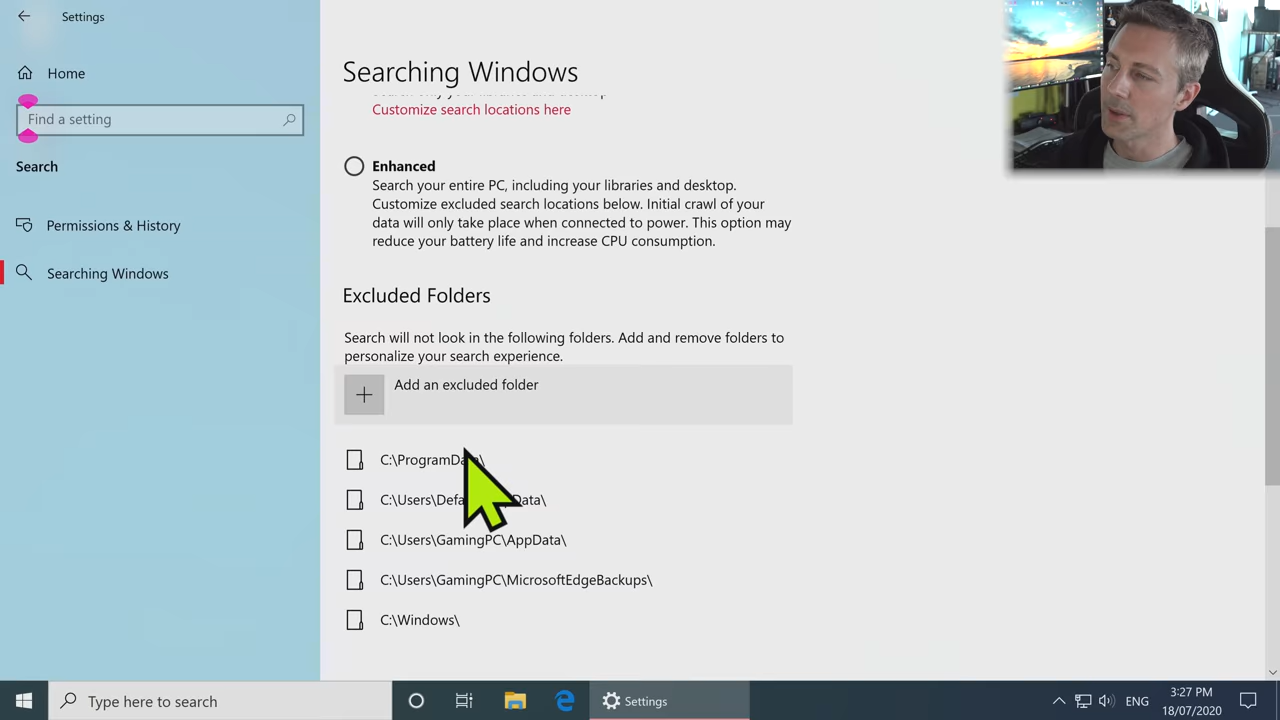 Settings
Home
Find a setting
Search
Permissions & History
Searching Windows
Searching Windows
Customize search locations here
Enhanced
Search your entire PC, including your libraries and desktop.
Customize excluded search locations below. Initial crawl of your
data will only take place when connected to power. This option may
reduce your battery life and increase CPU consumption.
Excluded Folders
Search will not look in the following folders. Add and remove folders to
personalize your search experience.
Add an excluded folder
C:\ProgramData\
C:\Users\GamingPC\AppData\
C:\Users\GamingPC\MicrosoftEdgeBackups\
C:\Windows\
Type here to search
Settings
ENG
3:27 PM
18/07/2020